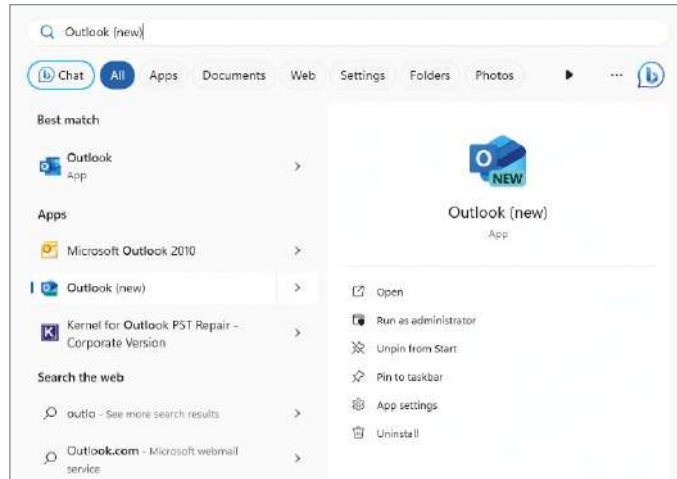 Outlook (new)
Chat All Apps Documents Web Settings Folders Photos ...
Best match
Outlook
App
Apps
Microsoft Outlook 2010
Outlook (new)
Kernel for Outlook PST Repair -
Corporate Version
Search the web
outlo - See more search results
Outlook.com - Microsoft webmail
service
NEW
Outlook (new)
App
Open
Run as administrator
Unpin from Start
Pin to taskbar
App settings
Uninstall